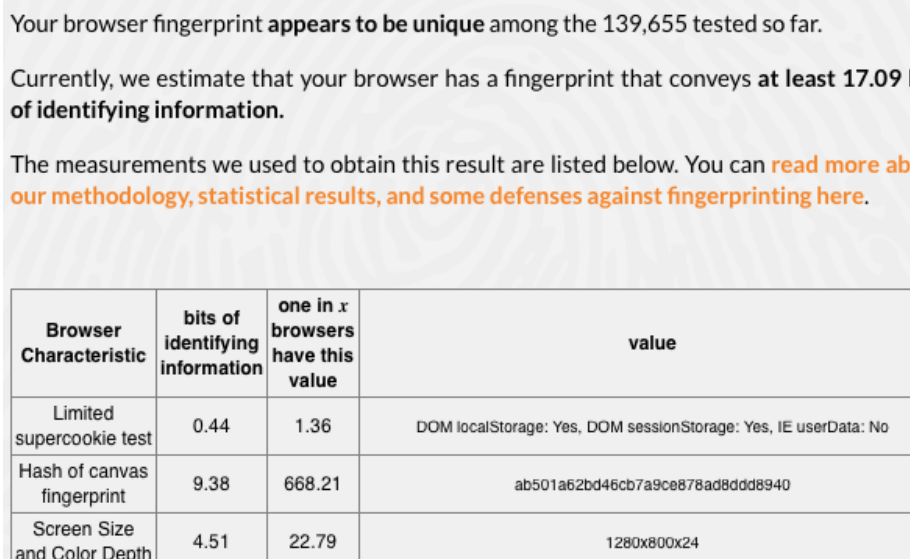 Your browser fingerprint appears to be unique among the 139,655 tested so far.
Currently, we estimate that your browser has a fingerprint that conveys at least 17.09
of identifying information.
The measurements we used to obtain this result are listed below. You can read more ab
our methodology, statistical results, and some defenses against fingerprinting here.
Browser
Characteristic
bits of
identifying
information
one in x
browsers
have this
value
value
Limited
supercookie test
0.44
1.36
DOM localStorage: Yes, DOM sessionStorage: Yes, IE userData: No
Hash of canvas
fingerprint
9.38
668.21
ab501a62bd46cb7a9ce878ad8ddd8940
Screen Size
and Color Depth
4.51
22.79
1280x800x24